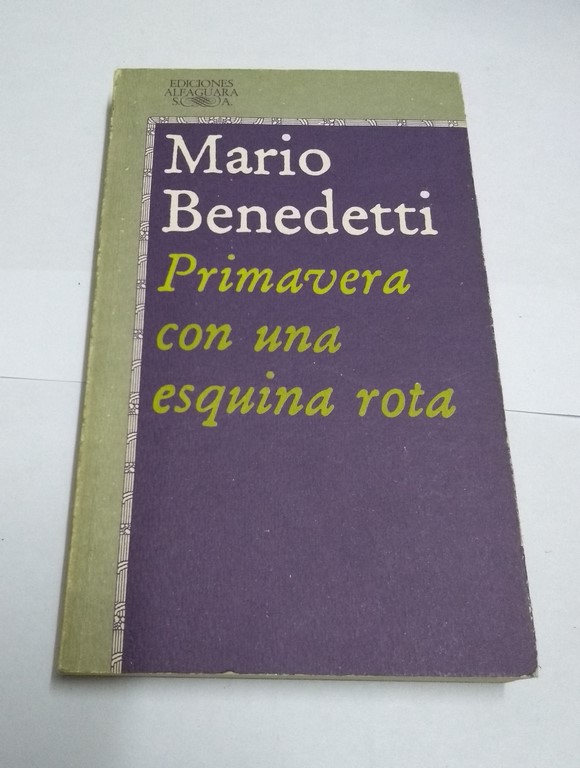 EDICIONES
ALFAGUARA
S. A.
Mario
Benedetti
Primavera
con una
esquina rota